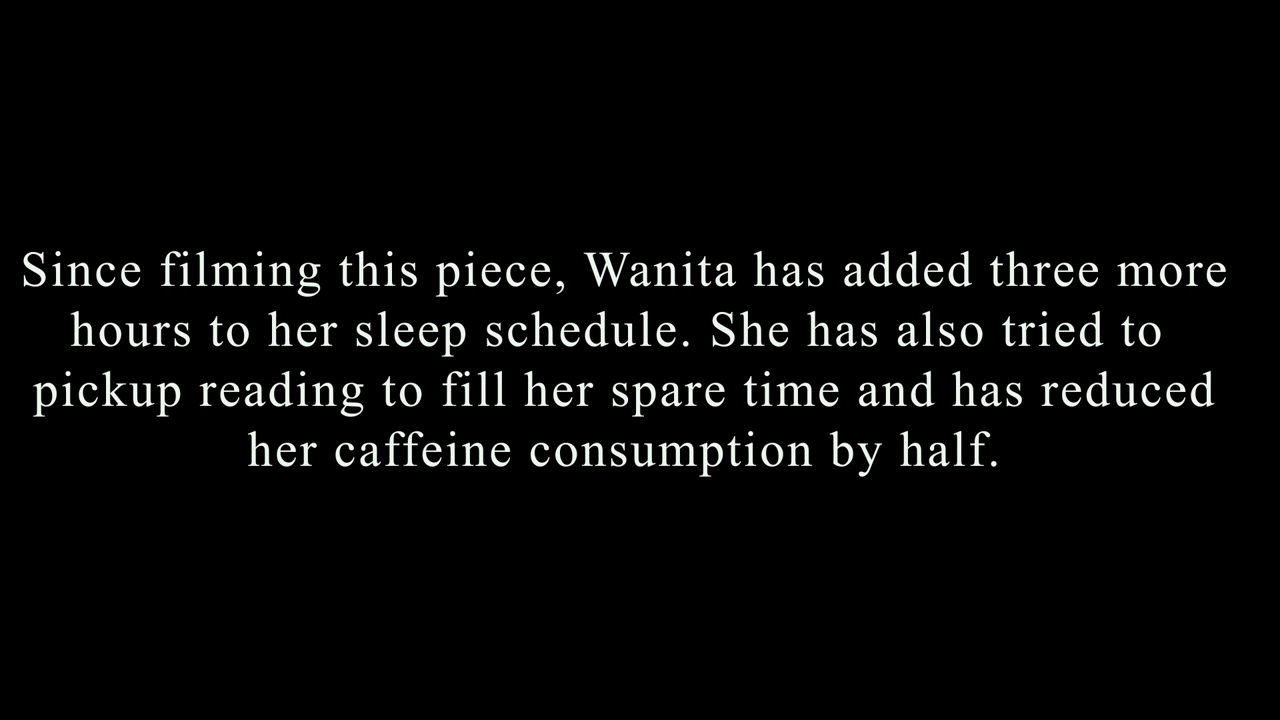 Since filming this piece, Wanita has added three more
hours to her sleep schedule. She has also tried to
pickup reading to fill her spare time and has reduced
her caffeine consumption by half.